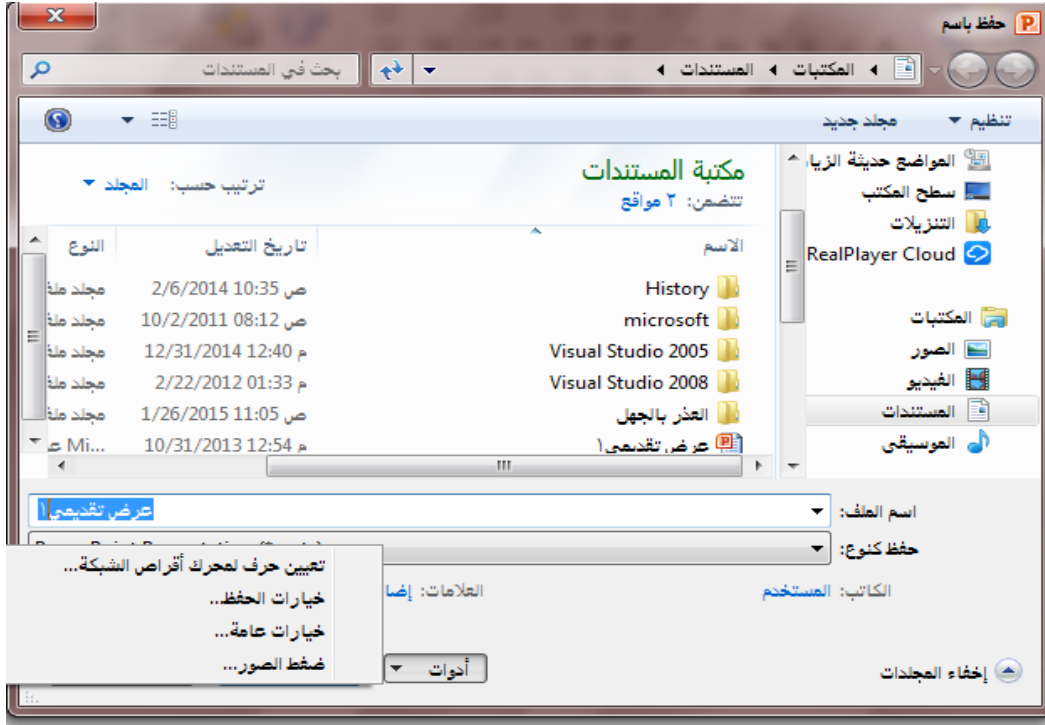 حفظ باسم
المكتبات المستندات
بحث في المستندات
تنظيم مجلد جديد
المواضع حديثة الزيا
سطح المكتب
التنزيلات
RealPlayer Cloud
المكتبات
الصور
الفيديو
المستندات
الموسيقى
مكتبة المستندات
تتضمن: ٢ مواقع
ترتيب حسب: المجلد
الاسم تاريخ التعديل النوع
History 2/6/2014 10:35 ص مجلد ملف
microsoft 10/2/2011 08:12 ص مجلد ملف
Visual Studio 2005 12/31/2014 12:40 م مجلد ملف
Visual Studio 2008 2/22/2012 01:33 م مجلد ملف
العذر بالجهل 1/26/2015 11:05 ص مجلد ملف
عرض تقديمي١ 10/31/2013 12:54 م Mi... ع
اسم الملف: عرض تقديمي١
حفظ كنوع:
الكاتب: المستخدم العلامات: إضا
تعيين حرف لمحرك أقراص الشبكة...
خيارات الحفظ...
خيارات عامة...
ضغط الصور...
إخفاء المجلدات أدوات